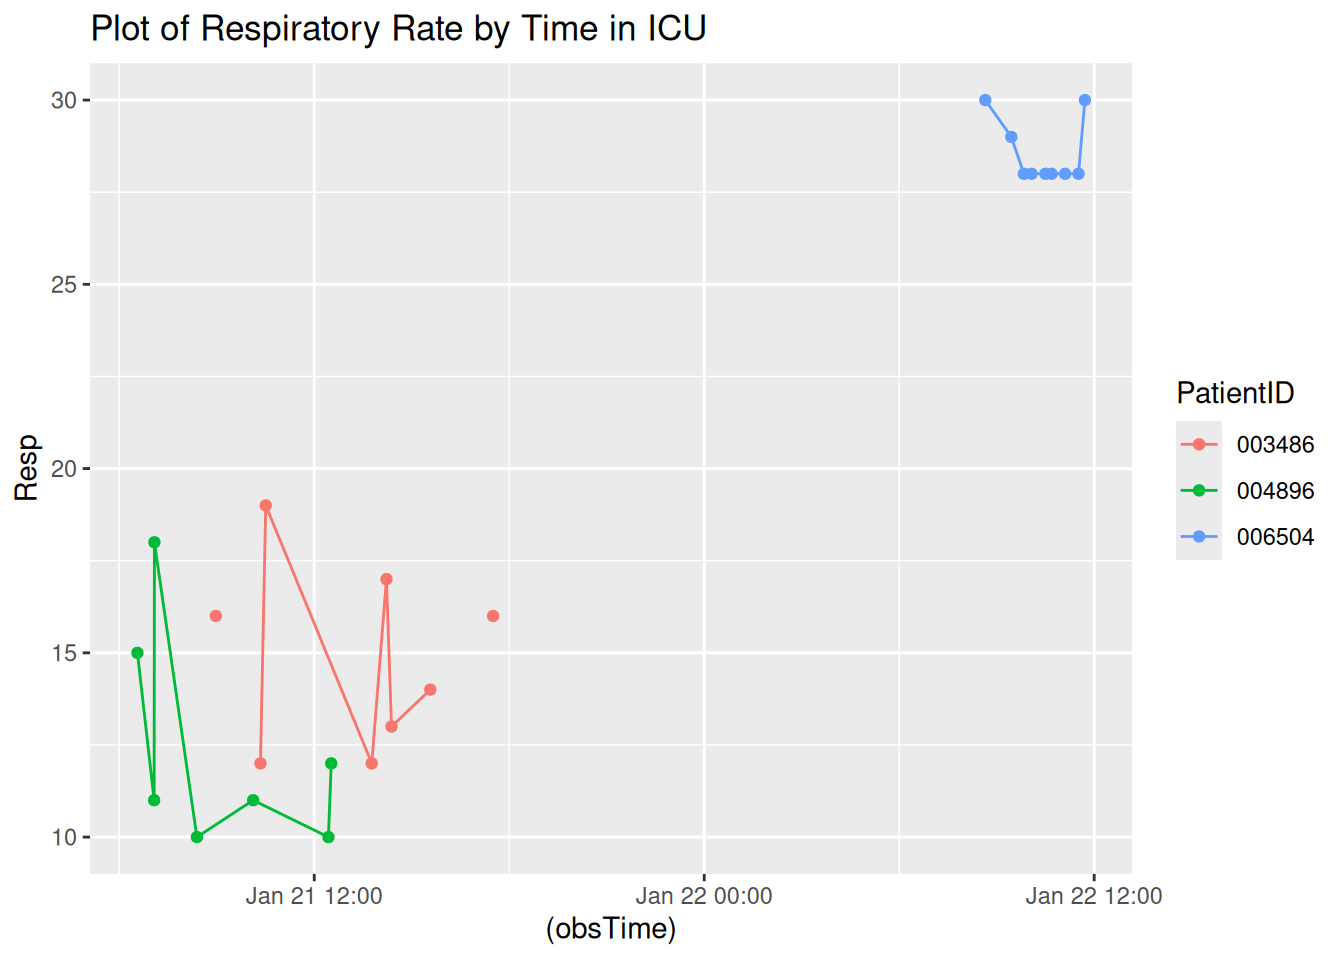 Plot of Respiratory Rate by Time in ICU
30
25
20
15
10
Resp
Jan 21 12:00
Jan 22 00:00
Jan 22 12:00
(obsTime)
PatientID
003486
004896
006504